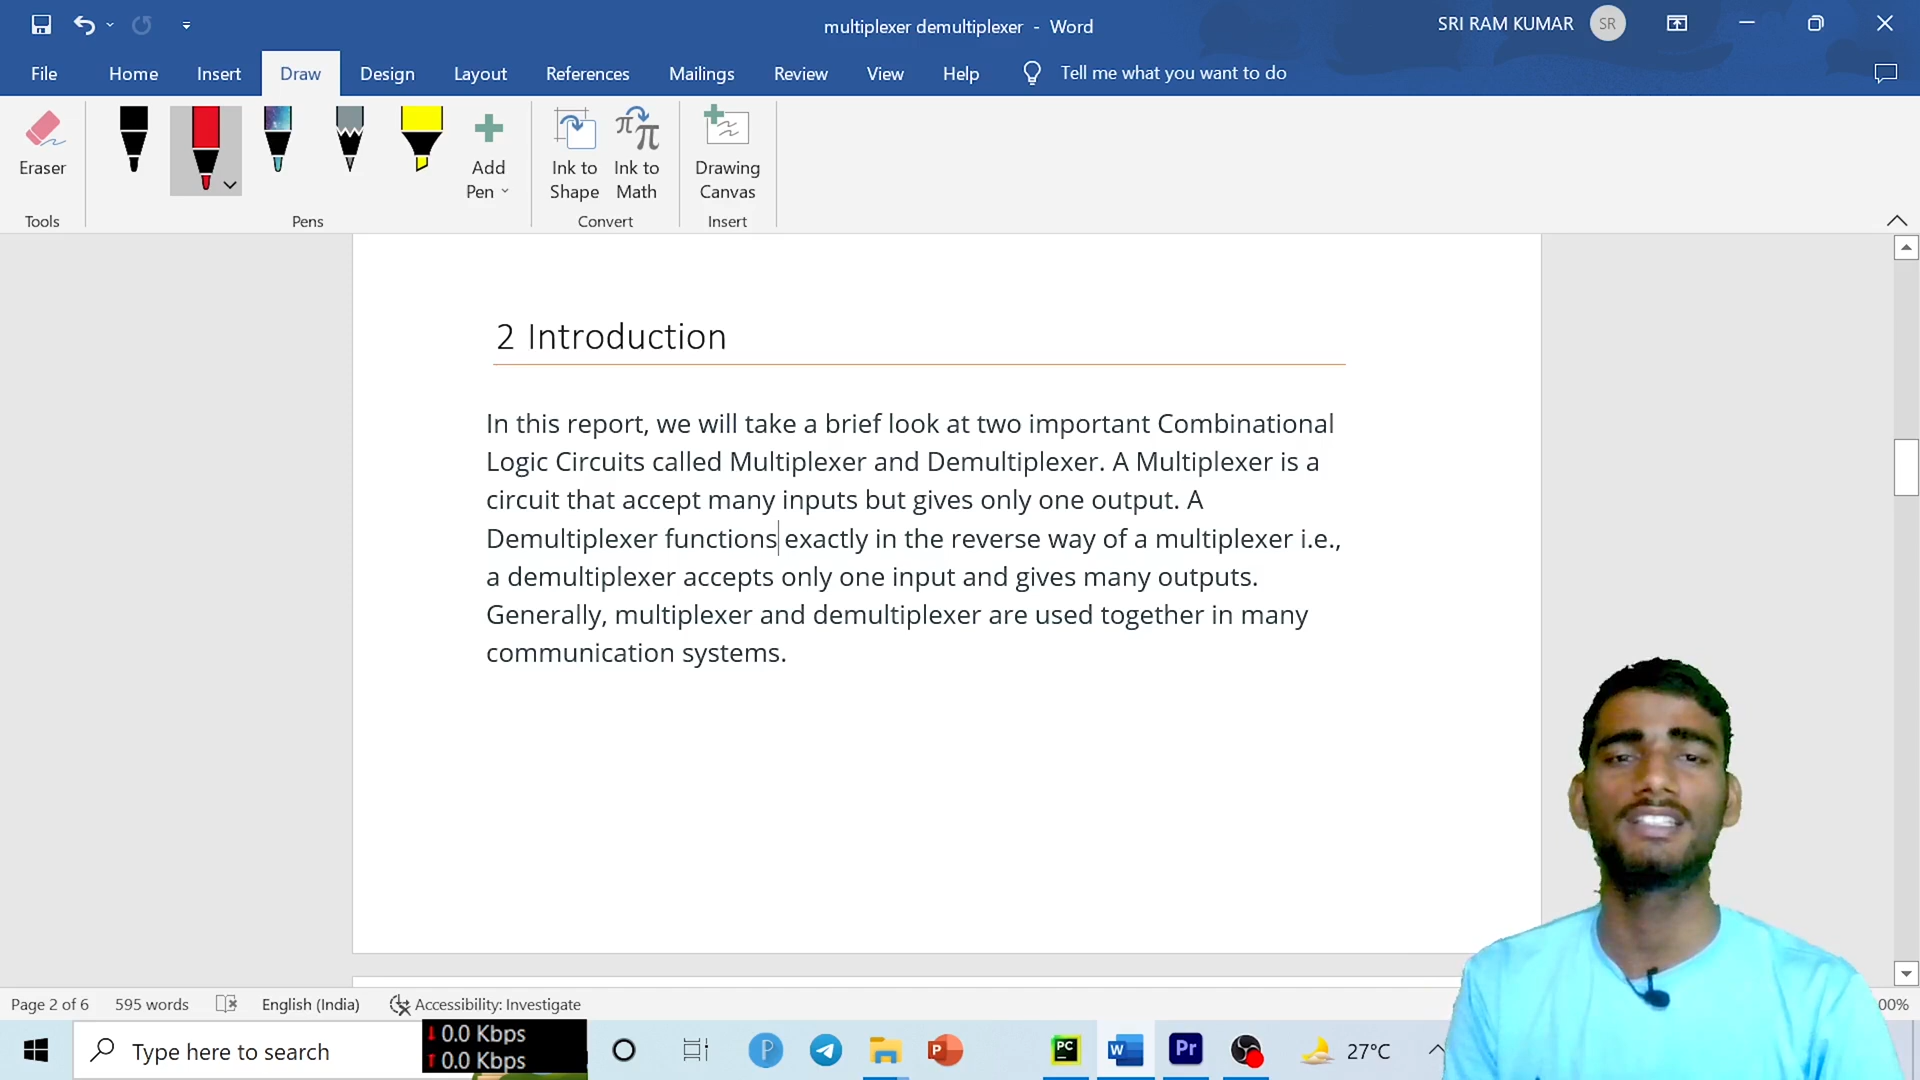 multiplexer demultiplexer - Word
SRI RAM KUMAR SR
File Home Insert Draw Design Layout References Mailings Review View Help Tell me what you want to do
Eraser
Add Pen
Ink to Shape
Ink to Math
Drawing Canvas
Tools Pens Convert Insert
2 Introduction
In this report, we will take a brief look at two important Combinational
Logic Circuits called Multiplexer and Demultiplexer. A Multiplexer is a
circuit that accept many inputs but gives only one output. A
Demultiplexer functions exactly in the reverse way of a multiplexer i.e.,
a demultiplexer accepts only one input and gives many outputs.
Generally, multiplexer and demultiplexer are used together in many
communication systems.
Page 2 of 6 595 words English (India) Accessibility: Investigate 00%
Type here to search
0.0 Kbps
0.0 Kbps
P P PC W Pr
27°C